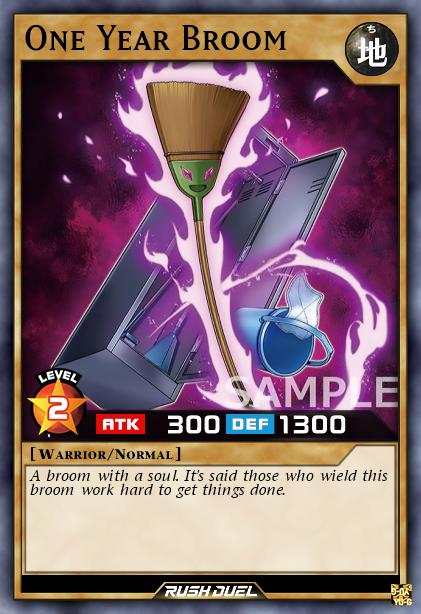 One Year Broom
ち
地
SAMPLE
LEVEL
2
ATK 300 DEF 1300
[Warrior/Normal]
A broom with a soul. It's said those who wield this
broom work hard to get things done.
RUSH DUEL